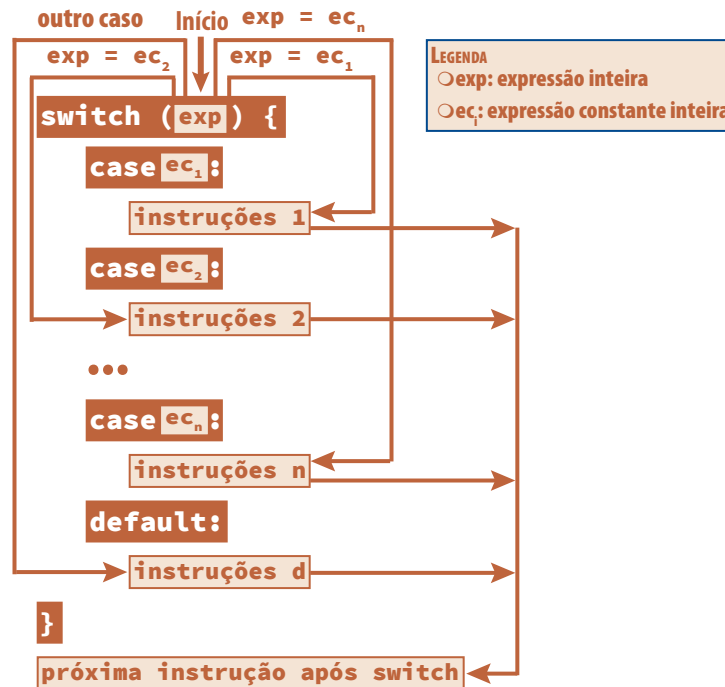 outro caso Início exp = ecn
exp = ec2 exp = ec1
LEGENDA
exp: expressão inteira
eci: expressão constante inteira
switch (exp) {
case ec1:
instruções 1
case ec2:
instruções 2
...
case ecn:
instruções n
default:
instruções d
}
próxima instrução após switch